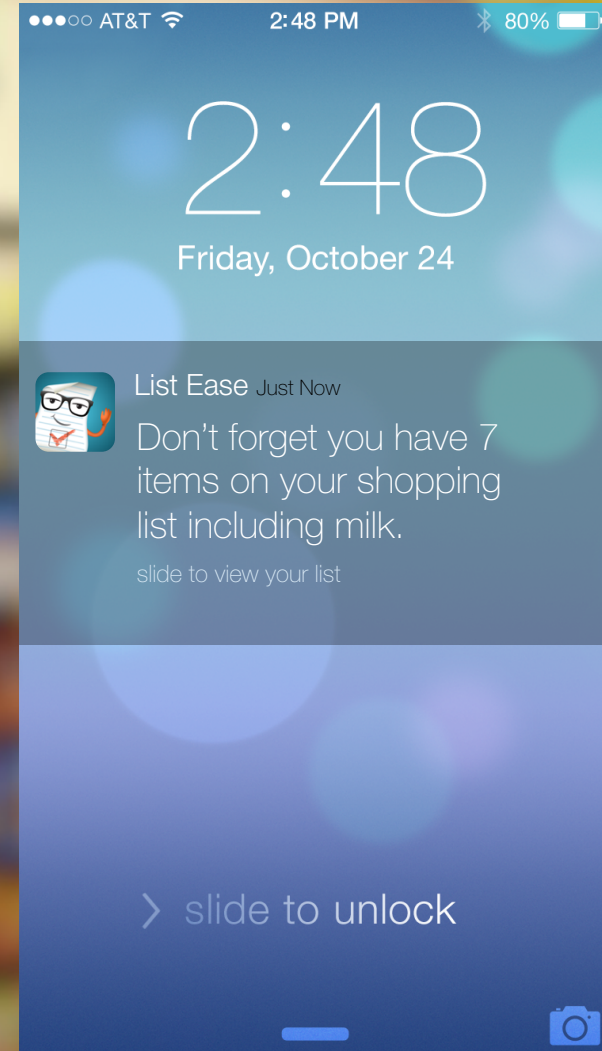 AT&T 2:48 PM 80%
2:48
Friday, October 24
List Ease Just Now
Don’t forget you have 7
items on your shopping
list including milk.
slide to view your list
> slide to unlock